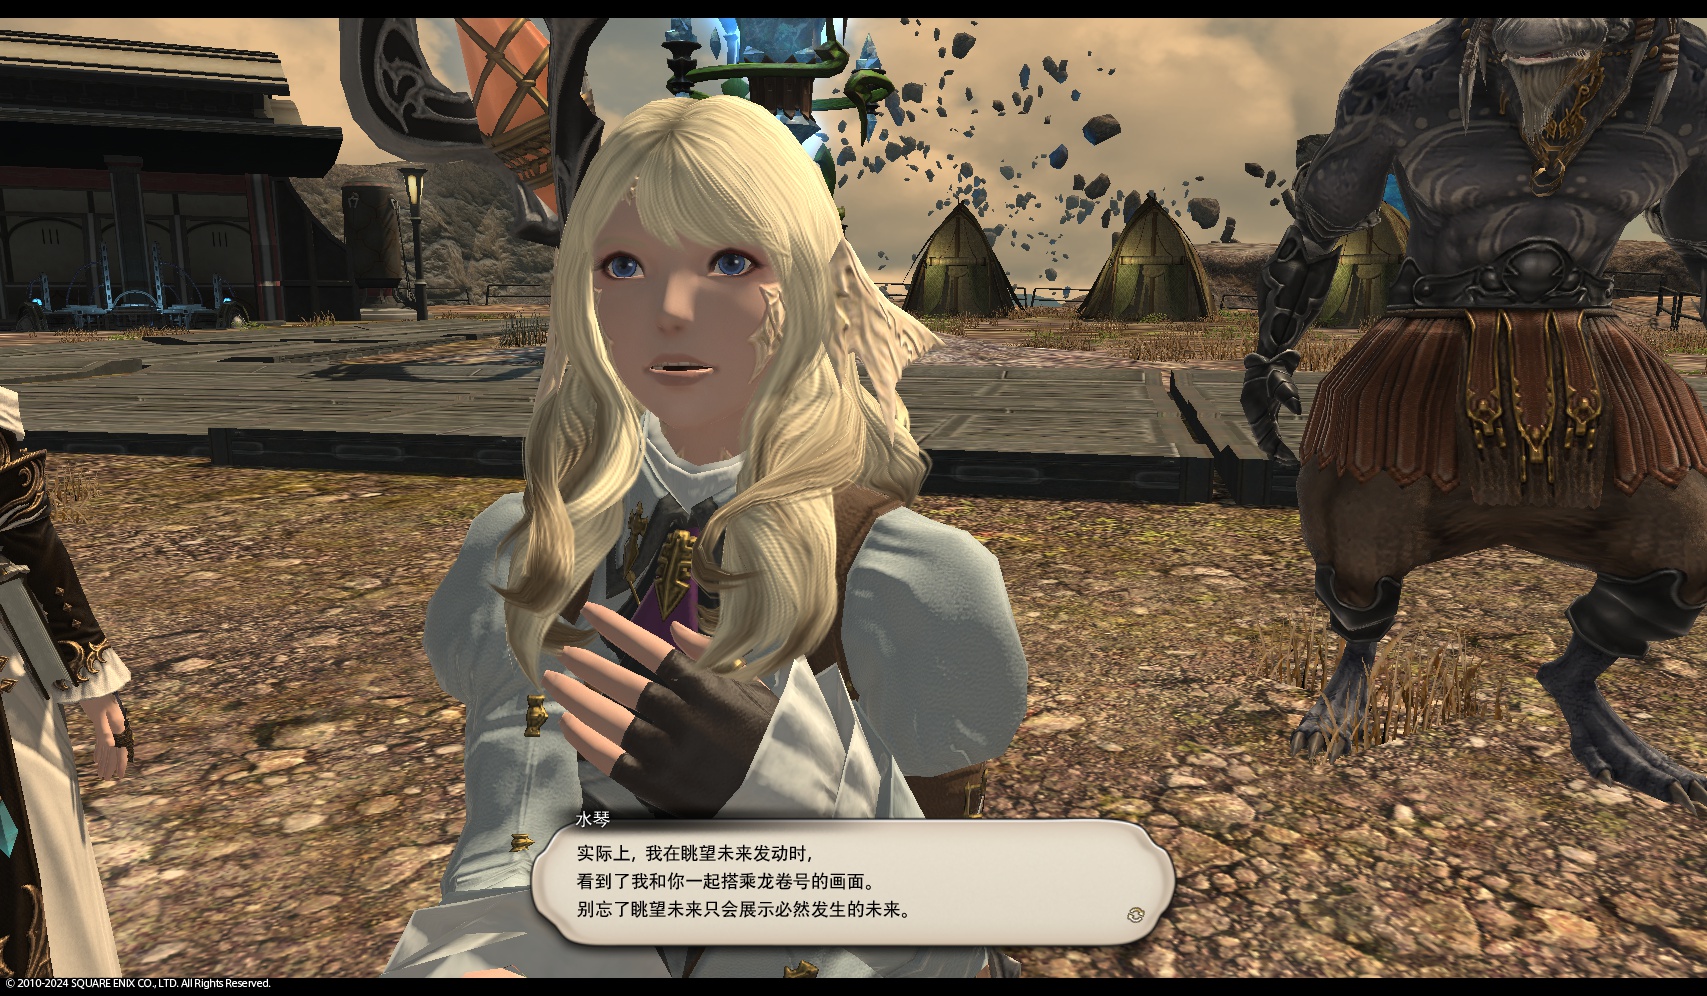 水琴
实际上，我在眺望未来发动时，
看到了我和你一起搭乘龙卷号的画面。
别忘了眺望未来只会展示必然发生的未来。
© 2010-2024 SQUARE ENIX CO., LTD. All Rights Reserved.